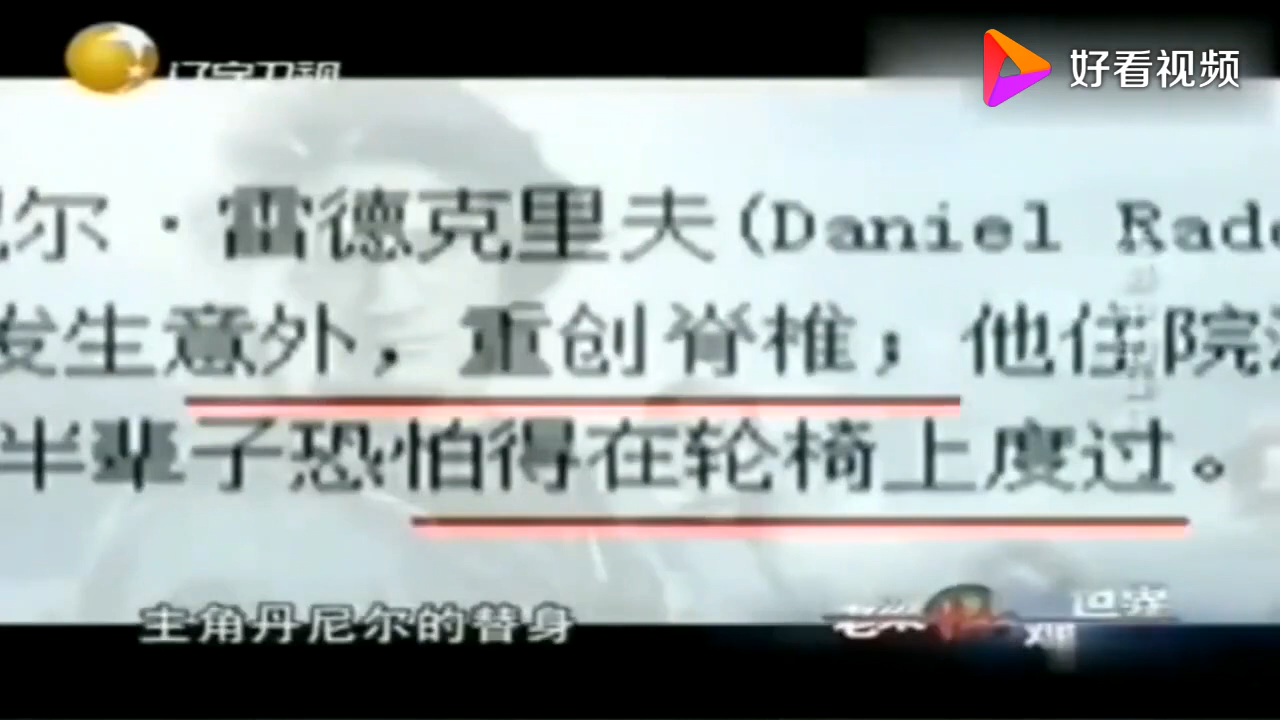 辽宁卫视
好看视频
尔·雷德克里夫(Daniel Rad
发生意外，重创脊椎；他住院
半辈子恐怕得在轮椅上度过。
主角丹尼尔的替身